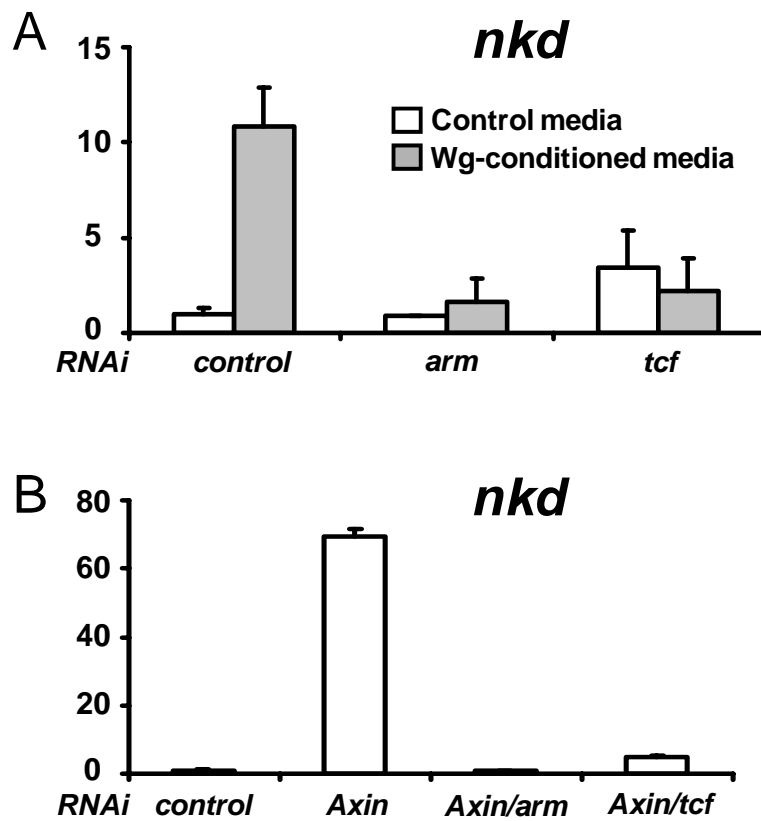 A
nkd
15
10
5
0
Control media
Wg-conditioned media
RNAi control arm tcf
B
nkd
80
60
40
20
0
RNAi control Axin Axin/arm Axin/tcf